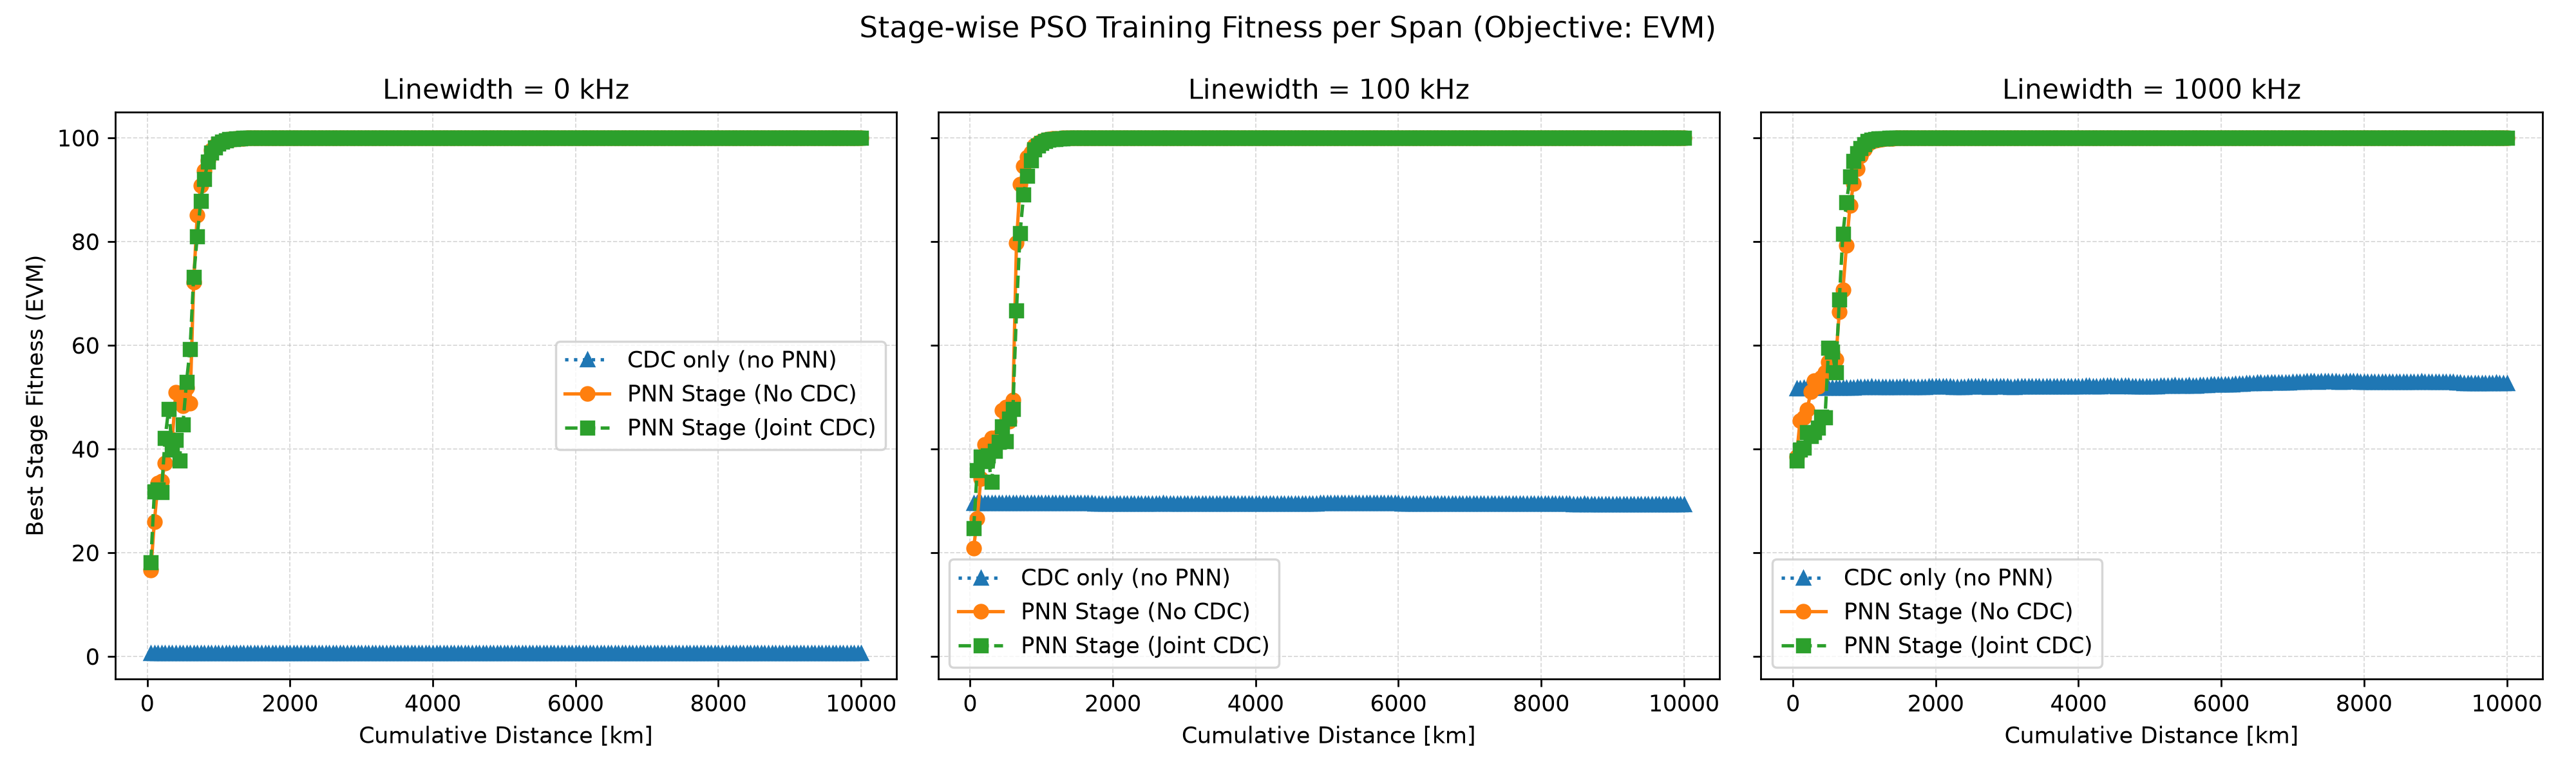 Stage-wise PSO Training Fitness per Span (Objective: EVM)
Linewidth = 0 kHz
Linewidth = 100 kHz
Linewidth = 1000 kHz
Best Stage Fitness (EVM)
100
80
60
40
20
0
CDC only (no PNN)
PNN Stage (No CDC)
PNN Stage (Joint CDC)
CDC only (no PNN)
PNN Stage (No CDC)
PNN Stage (Joint CDC)
CDC only (no PNN)
PNN Stage (No CDC)
PNN Stage (Joint CDC)
0 2000 4000 6000 8000 10000
0 2000 4000 6000 8000 10000
0 2000 4000 6000 8000 10000
Cumulative Distance [km]
Cumulative Distance [km]
Cumulative Distance [km]